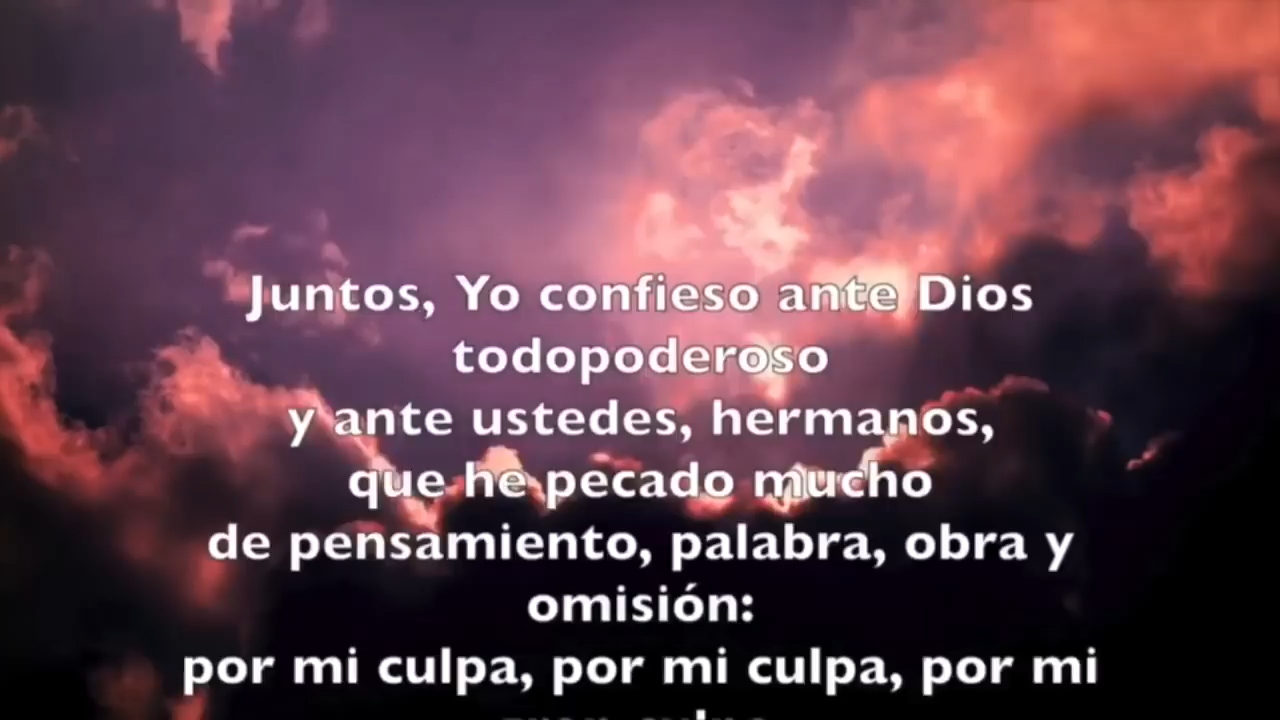 Juntos, Yo confieso ante Dios
todopoderoso
y ante ustedes, hermanos,
que he pecado mucho
de pensamiento, palabra, obra y
omisión:
por mi culpa, por mi culpa, por mi